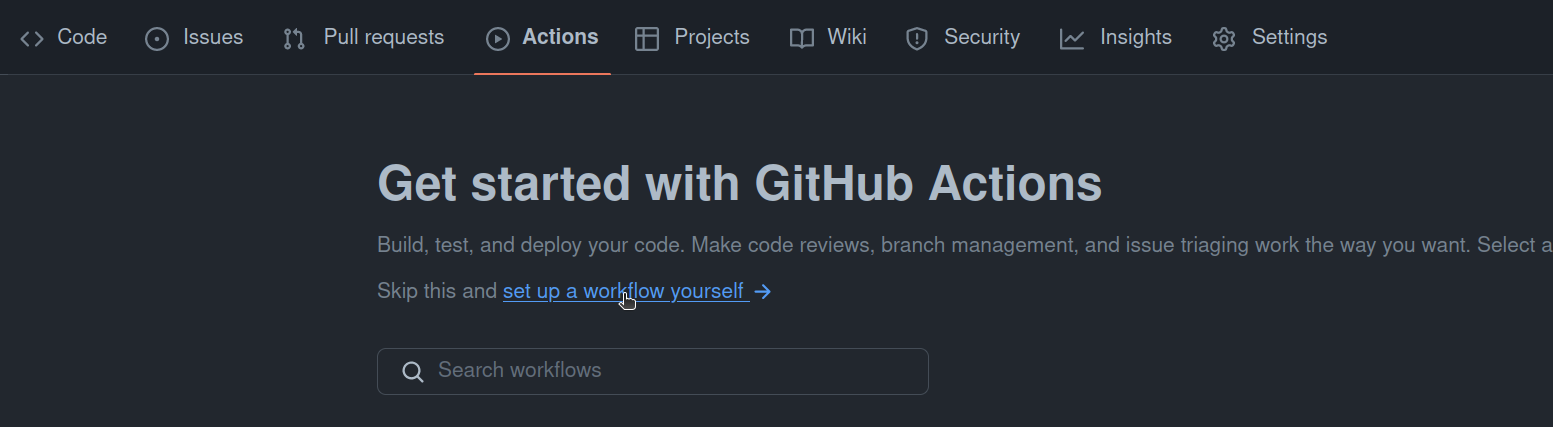 Code Issues Pull requests Actions Projects Wiki Security Insights Settings
Get started with GitHub Actions
Build, test, and deploy your code. Make code reviews, branch management, and issue triaging work the way you want. Select a
Skip this and set up a workflow yourself →
Search workflows